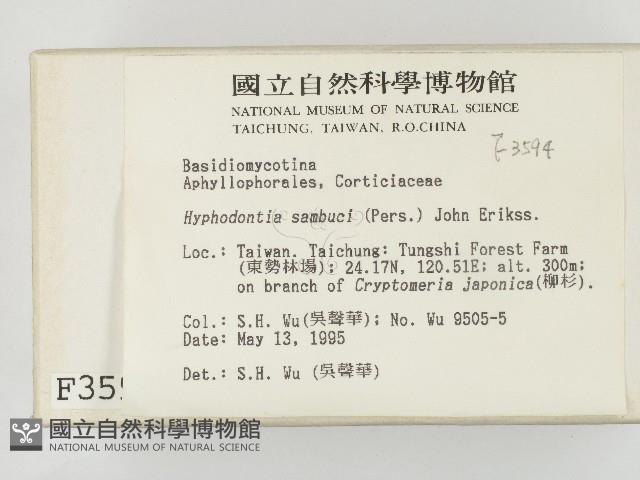 國立自然科學博物館
NATIONAL MUSEUM OF NATURAL SCIENCE
TAICHUNG, TAIWAN, R.O.CHINA
F3594
Basidiomycotina
Aphyllophorales, Corticiaceae
Hyphodontia sambuci (Pers.) John Erikss.
Loc.: Taiwan. Taichung: Tungshi Forest Farm
(東勢林場); 24.17N, 120.51E; alt. 300m;
on branch of Cryptomeria japonica(柳杉).
Col.: S.H. Wu(吳聲華); No. Wu 9505-5
Date: May 13, 1995
Det.: S.H. Wu (吳聲華)
F359
國立自然科學博物館
NATIONAL MUSEUM OF NATURAL SCIENCE